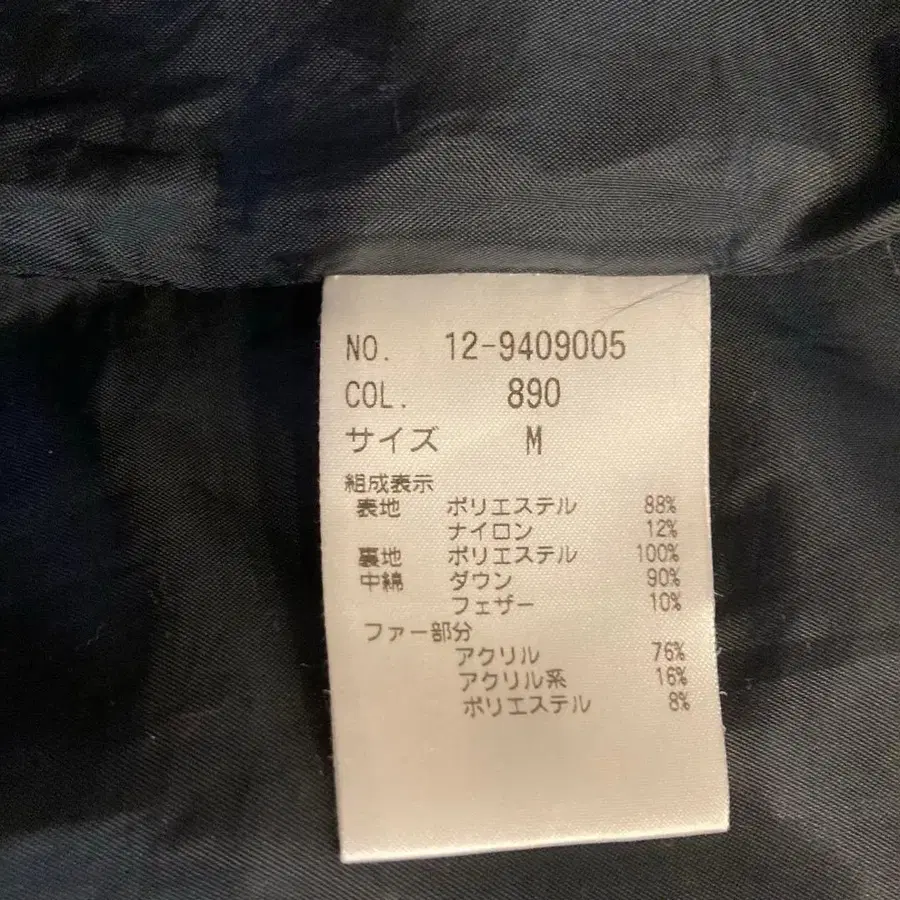 NO. 12-9409005
COL. 890
サイズ M
組成表示
表地 ポリエステル 88%
ナイロン 12%
裏地 ポリエステル 100%
中綿 ダウン 90%
フェザー 10%
ファー部分
アクリル 76%
アクリル系 16%
ポリエステル 8%